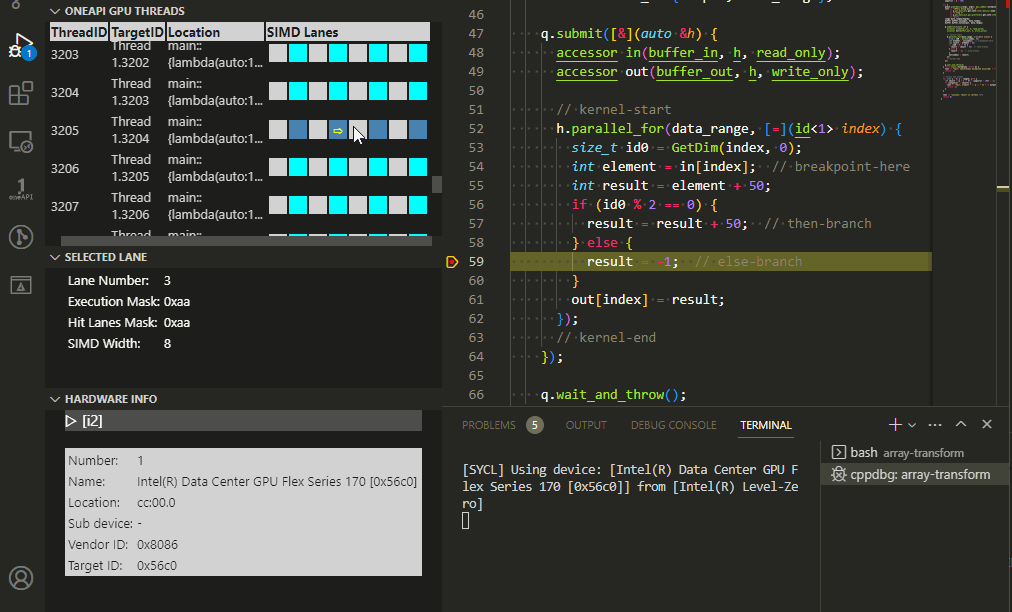 ONEAPI GPU THREADS
ThreadID TargetID Location SIMD Lanes
3203 Thread 1.3202 main:: {lambda(auto:1...
3204 Thread 1.3203 main:: {lambda(auto:1...
3205 Thread 1.3204 main:: {lambda(auto:1...
3206 Thread 1.3205 main:: {lambda(auto:1...
3207 Thread 1.3206 main:: {lambda(auto:1...
SELECTED LANE
Lane Number: 3
Execution Mask: 0xaa
Hit Lanes Mask: 0xaa
SIMD Width: 8
HARDWARE INFO
[i2]
Number: 1
Name: Intel(R) Data Center GPU Flex Series 170 [0x56c0]
Location: cc:00.0
Sub device: -
Vendor ID: 0x8086
Target ID: 0x56c0
1
1
oneAPI
46
47 q.submit([&](auto &h) {
48 accessor in(buffer_in, h, read_only);
49 accessor out(buffer_out, h, write_only);
50
51 // kernel-start
52 h.parallel_for(data_range, [=](id<1> index) {
53 size_t id0 = GetDim(index, 0);
54 int element = in[index]; // breakpoint-here
55 int result = element + 50;
56 if (id0 % 2 == 0) {
57 result = result + 50; // then-branch
58 } else {
59 result = -1; // else-branch
60 }
61 out[index] = result;
62 });
63 // kernel-end
64 });
65
66 q.wait_and_throw();
PROBLEMS 5 OUTPUT DEBUG CONSOLE TERMINAL
[SYCL] Using device: [Intel(R) Data Center GPU F
lex Series 170 [0x56c0]] from [Intel(R) Level-Ze
ro]
bash array-transform
cppdbg: array-transform